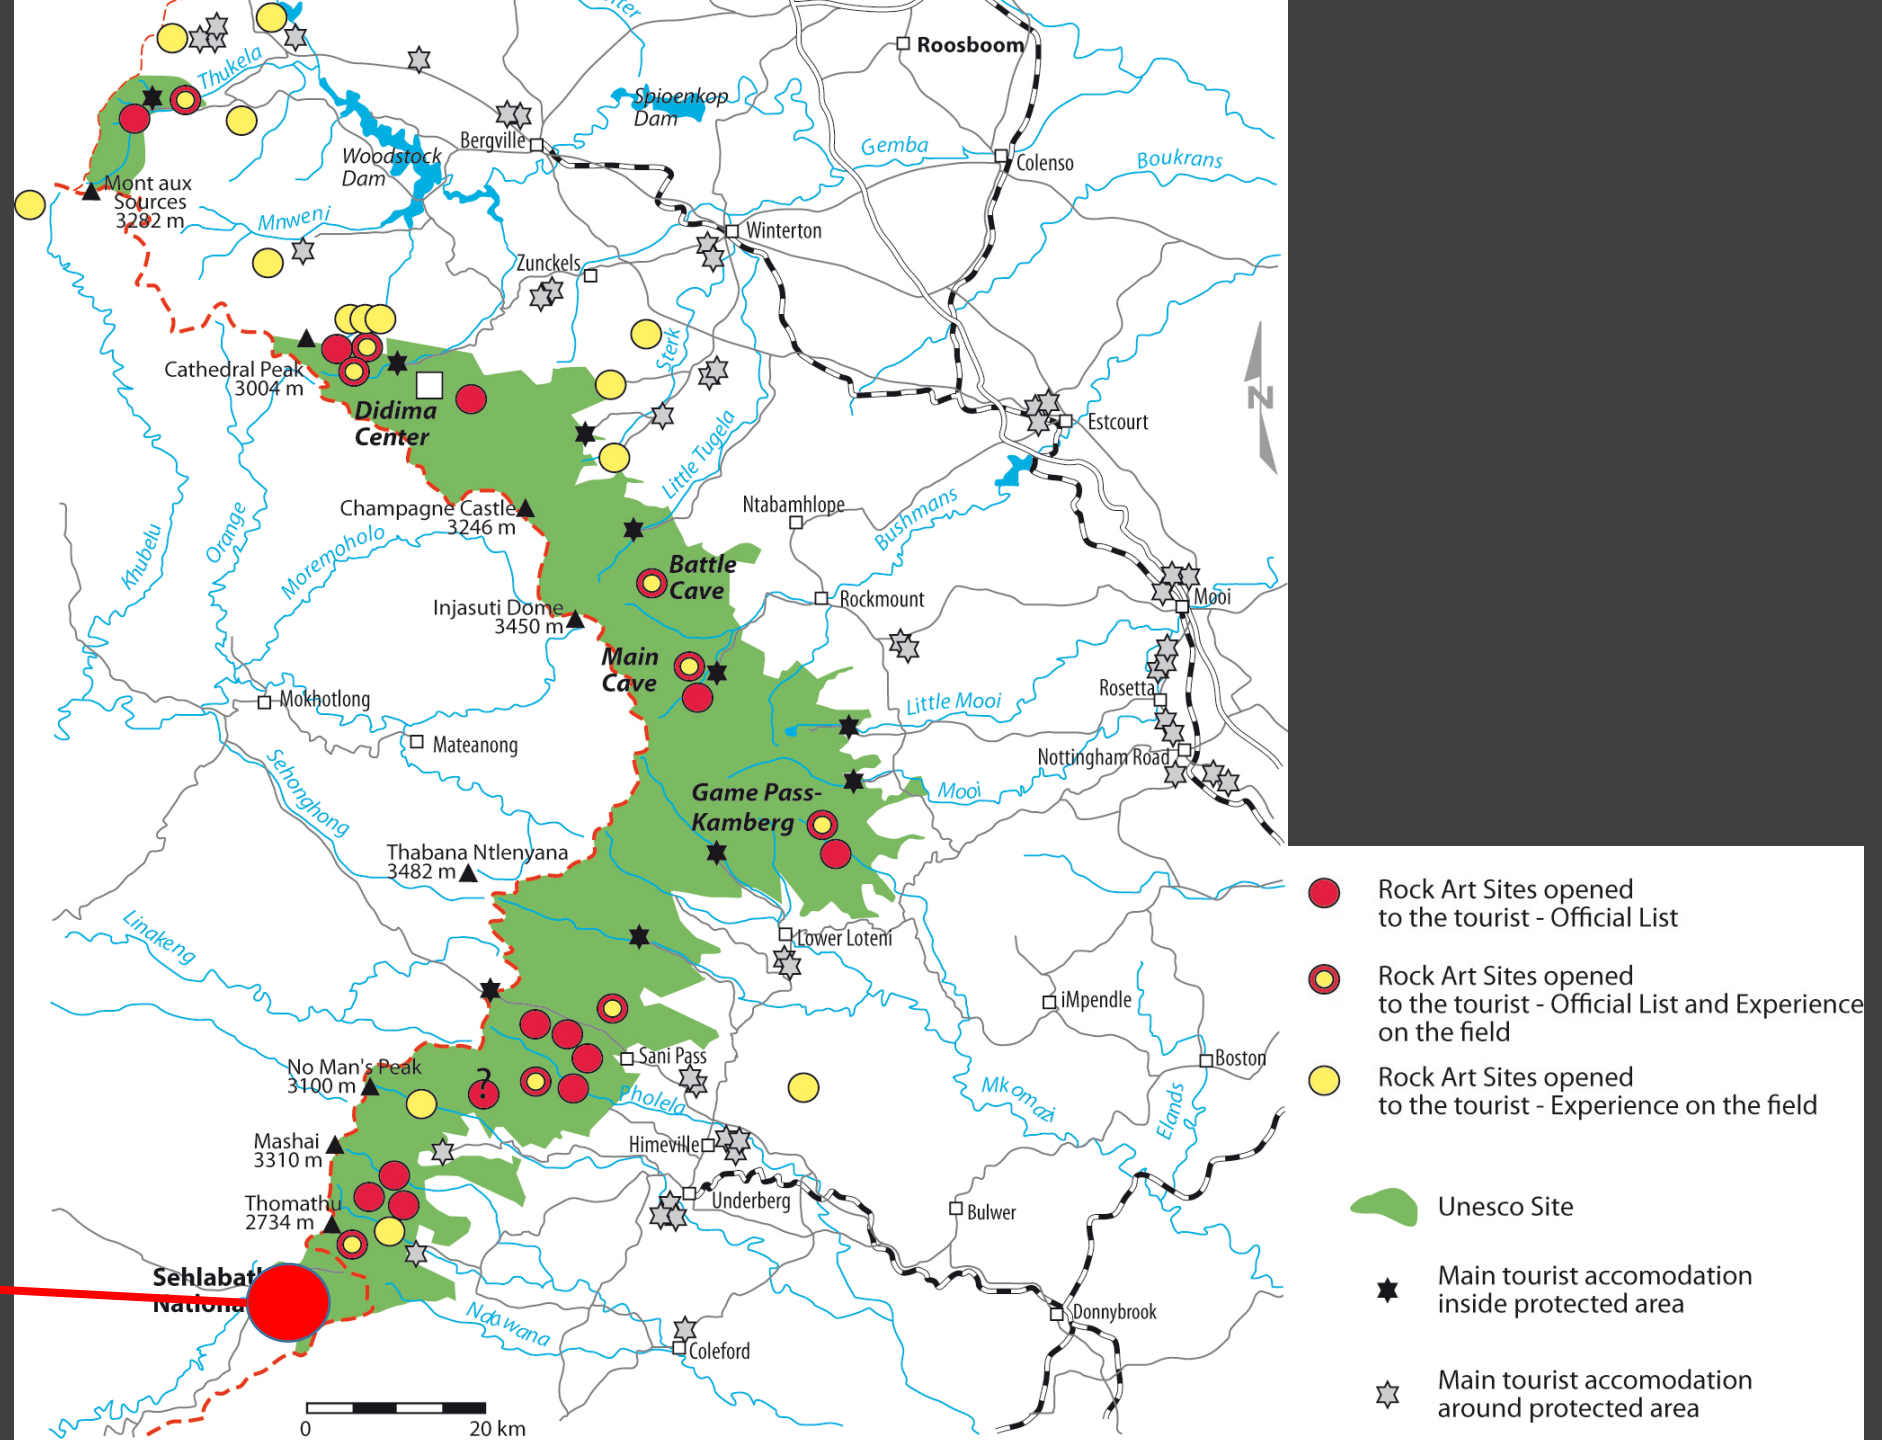 Roosboom
Thukela
Spioenkop
Dam
Bergville
Gemba
Colenso
Boukrans
Woodstock
Dam
Mont aux
Sources
3282 m
Mnweni
Winterton
Zunckels
Sterk
Cathedral Peak
3004 m
Didima
Center
Estcourt
Little Tugela
Champagne Castle
3246 m
Ntabamhlope
Bushmans
Khubelu
Orange
Moremoholo
Battle
Cave
Injasuti Dome
3450 m
Rockmount
Mooi
Main
Cave
Mokhotlong
Rosetta
Little Mooi
Mateanong
Nottingham Road
Sehonghong
Game Pass-
Kamberg
Mooi
Thabana Ntlenyana
3482 m
Linakeng
Lower Loteni
iMpendle
Sani Pass
Boston
No Man's Peak
3100 m
?
Pholela
Mkomazi
Elands
Mashai
3310 m
Himeville
Thomathu
2734 m
Underberg
Bulwer
Ndawana
Donnybrook
Coleford
0 20 km
N
Rock Art Sites opened
to the tourist - Official List
Rock Art Sites opened
to the tourist - Official List and Experience
on the field
Rock Art Sites opened
to the tourist - Experience on the field
Unesco Site
Main tourist accomodation
inside protected area
Main tourist accomodation
around protected area